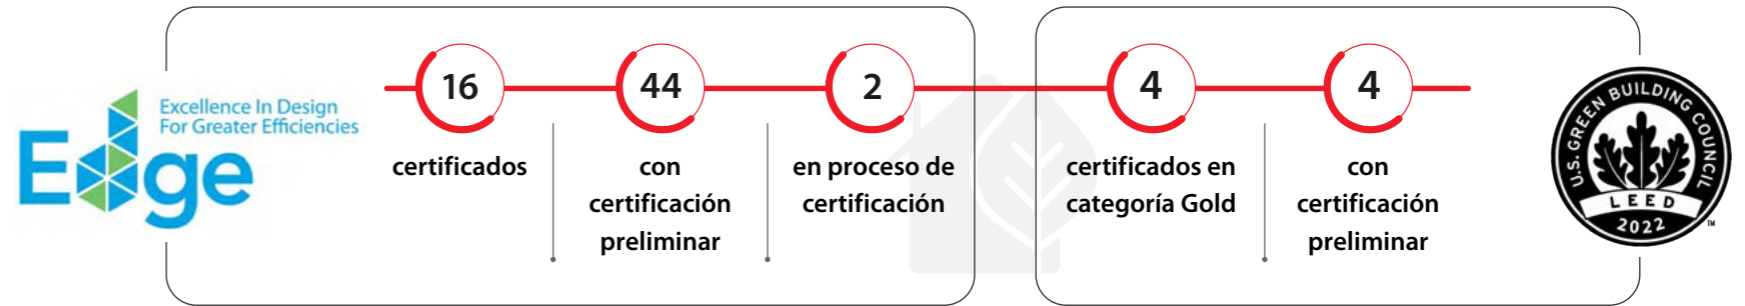 Edge
Excellence In Design
For Greater Efficiencies
16
certificados
44
con
certificación
preliminar
2
en proceso de
certificación
4
certificados en
categoría Gold
4
con
certificación
preliminar
U.S. GREEN BUILDING COUNCIL
LEED
2022
TM